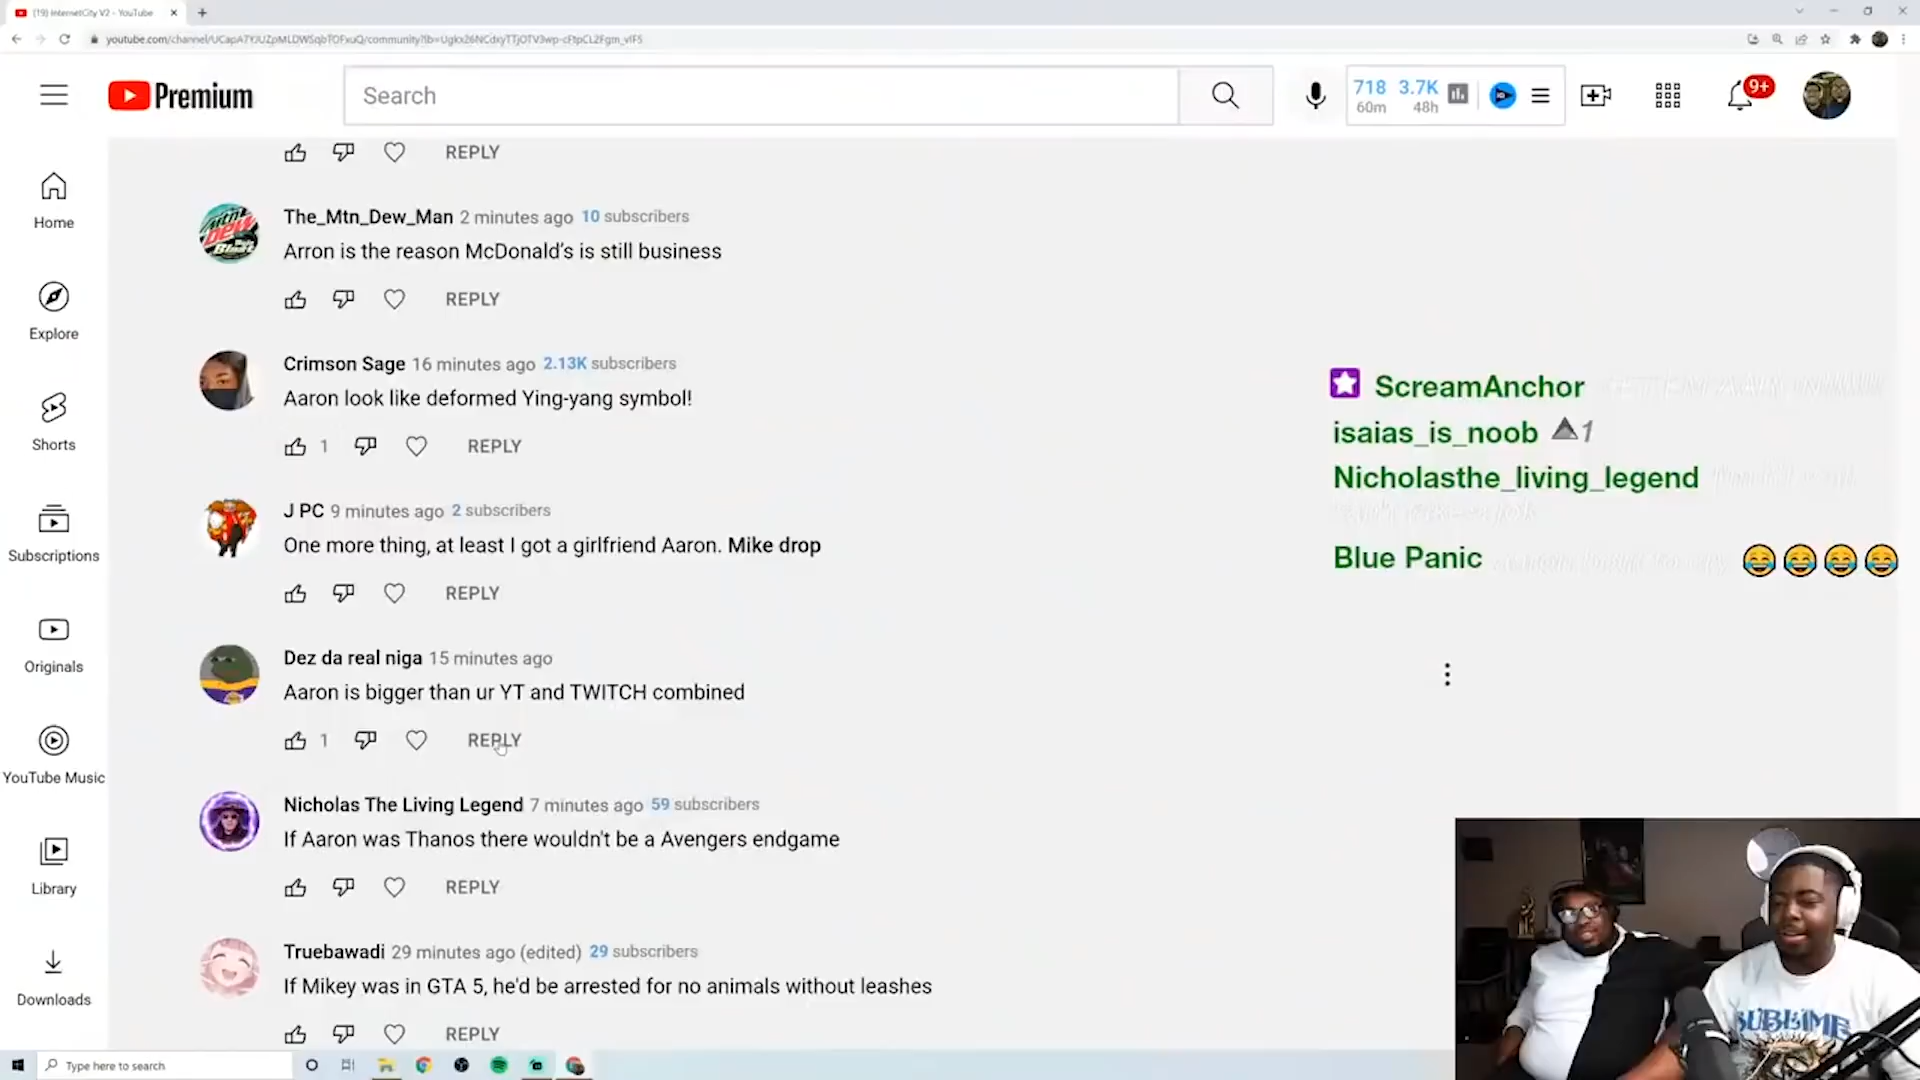 (19) InternetCity V2 - YouTube
Premium
Search
718 3.7K
60m 48h
9+
Home
Explore
Shorts
Subscriptions
Originals
YouTube Music
Library
Downloads
REPLY
The_Mtn_Dew_Man 2 minutes ago 10 subscribers
Arron is the reason McDonald's is still business
REPLY
Crimson Sage 16 minutes ago 2.13K subscribers
Aaron look like deformed Ying-yang symbol!
1 REPLY
J PC 9 minutes ago 2 subscribers
One more thing, at least I got a girlfriend Aaron. Mike drop
REPLY
Dez da real niga 15 minutes ago
Aaron is bigger than ur YT and TWITCH combined
1 REPLY
Nicholas The Living Legend 7 minutes ago 59 subscribers
If Aaron was Thanos there wouldn't be a Avengers endgame
REPLY
Truebawadi 29 minutes ago (edited) 29 subscribers
If Mikey was in GTA 5, he'd be arrested for no animals without leashes
REPLY
ScreamAnchor
isaias_is_noob 1
Nicholasthe_living_legend
Blue Panic
SUBLIME
Type here to search